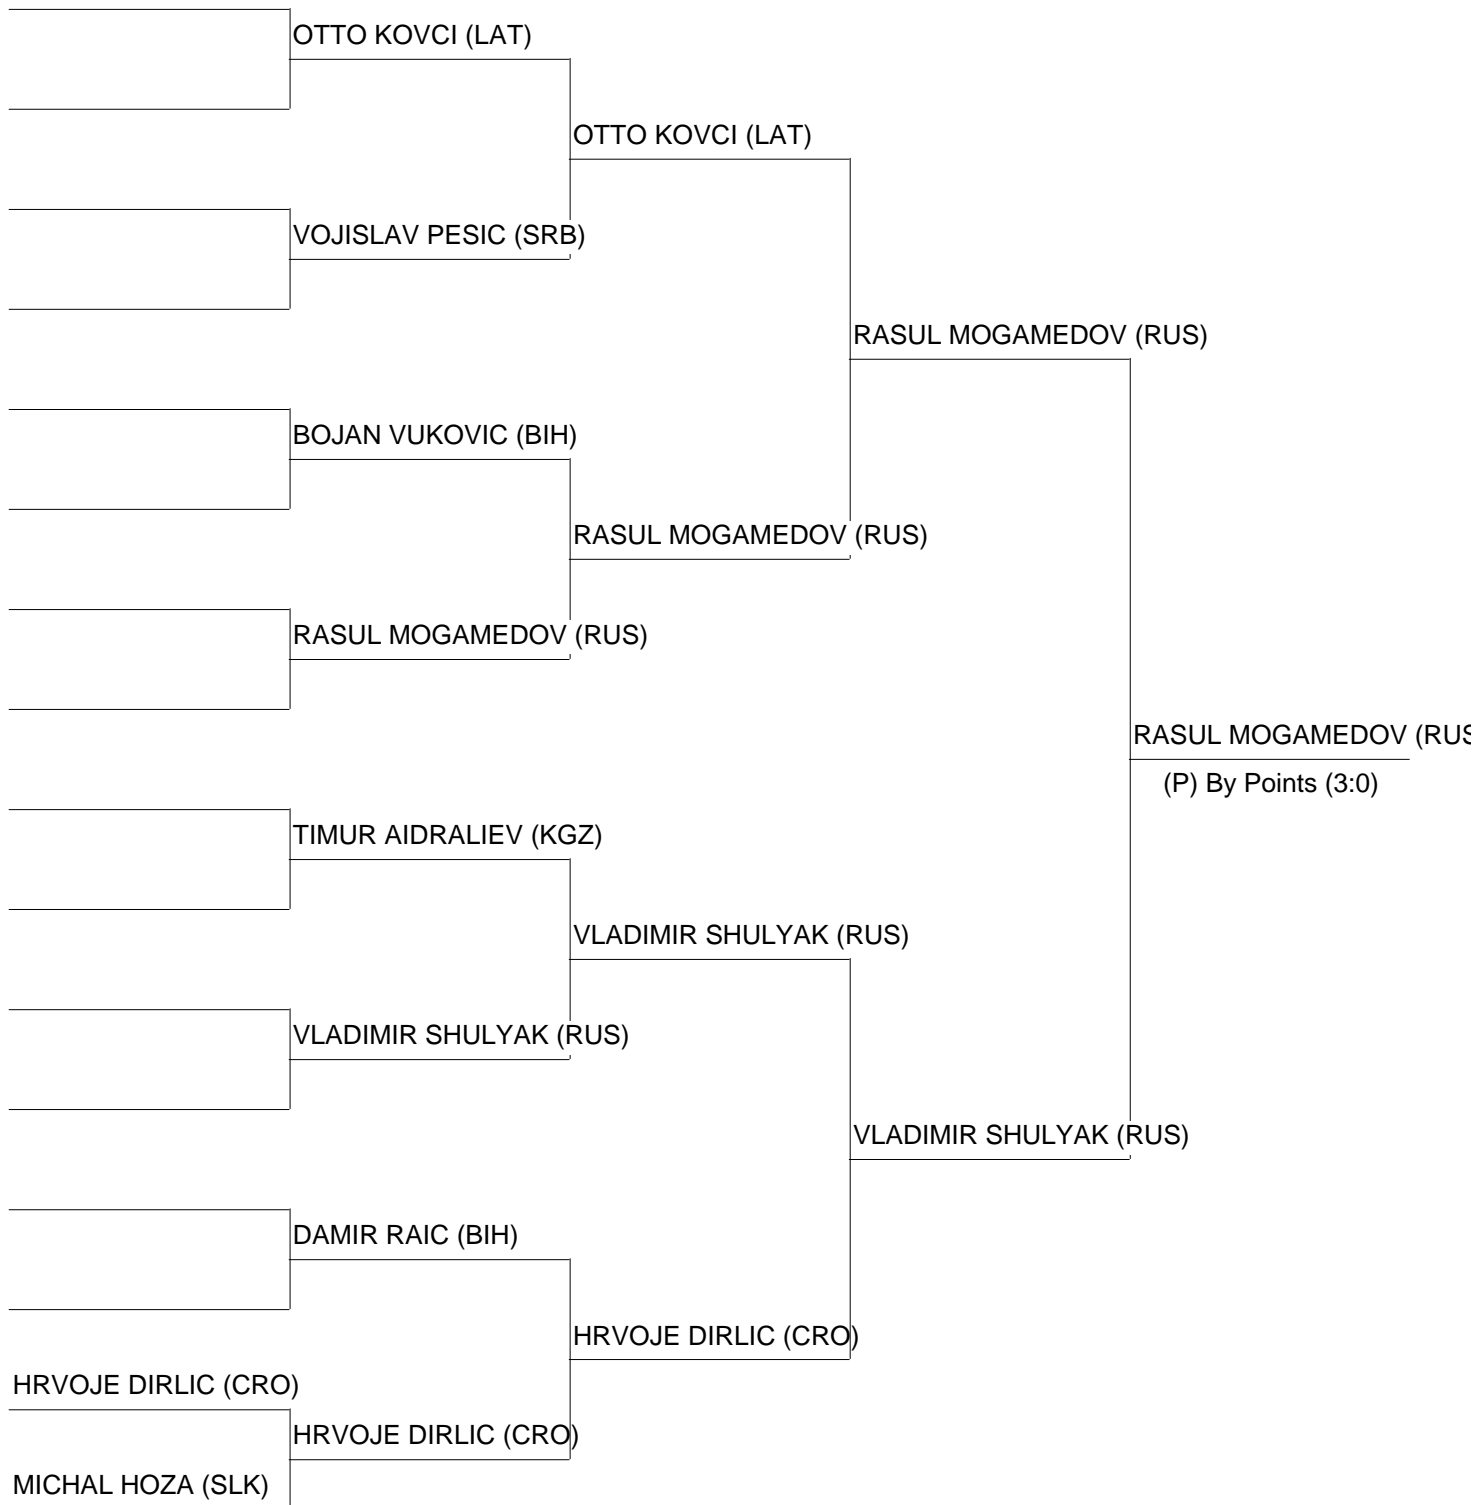 OTTO KOVCI (LAT)
OTTO KOVCI (LAT)
VOJISLAV PESIC (SRB)
RASUL MOGAMEDOV (RUS)
BOJAN VUKOVIC (BIH)
RASUL MOGAMEDOV (RUS)
RASUL MOGAMEDOV (RUS)
RASUL MOGAMEDOV (RUS
(P) By Points (3:0)
TIMUR AIDRALIEV (KGZ)
VLADIMIR SHULYAK (RUS)
VLADIMIR SHULYAK (RUS)
VLADIMIR SHULYAK (RUS)
DAMIR RAIC (BIH)
HRVOJE DIRLIC (CRO)
HRVOJE DIRLIC (CRO)
HRVOJE DIRLIC (CRO)
MICHAL HOZA (SLK)